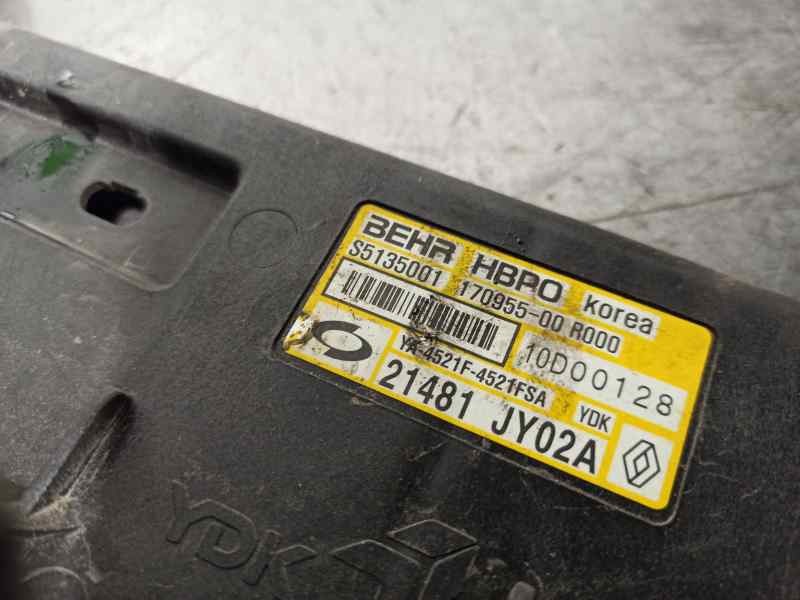 BEHR HBPO korea
S5135001 170955-00 R000
10D00128
YA-4521F-4521FSA YDK
21481 JY02A
YDK